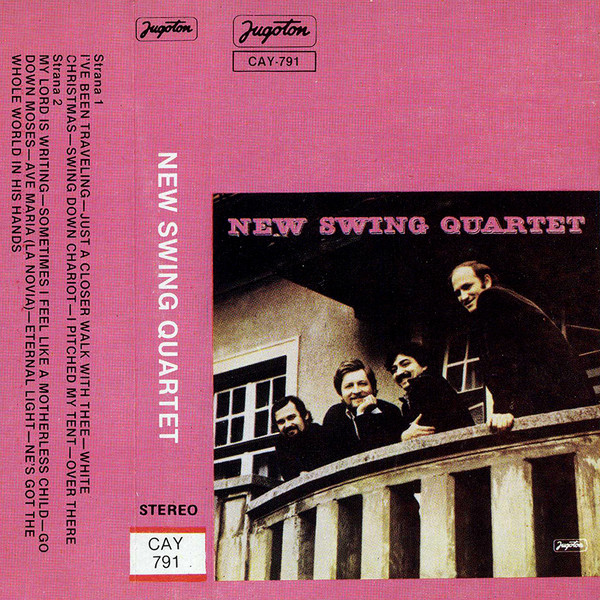 Strana 1
I'VE BEEN TRAVELING—JUST A CLOSER WALK WITH THEE—WHITE
CHRISTMAS—SWING DOWN CHARIOT—I PITCHED MY TENT—OVER THERE
Strana 2
MY LORD IS WRITING—SOMETIMES I FEEL LIKE A MOTHERLESS CHILD—GO
DOWN MOSES—AVE MARIA (LA NOVIA)—ETERNAL LIGHT—NE'S GOT THE
WHOLE WORLD IN HIS HANDS
Jugoton
NEW SWING QUARTET
STEREO
CAY
791
Jugoton
CAY-791
NEW SWING QUARTET
Jugoton